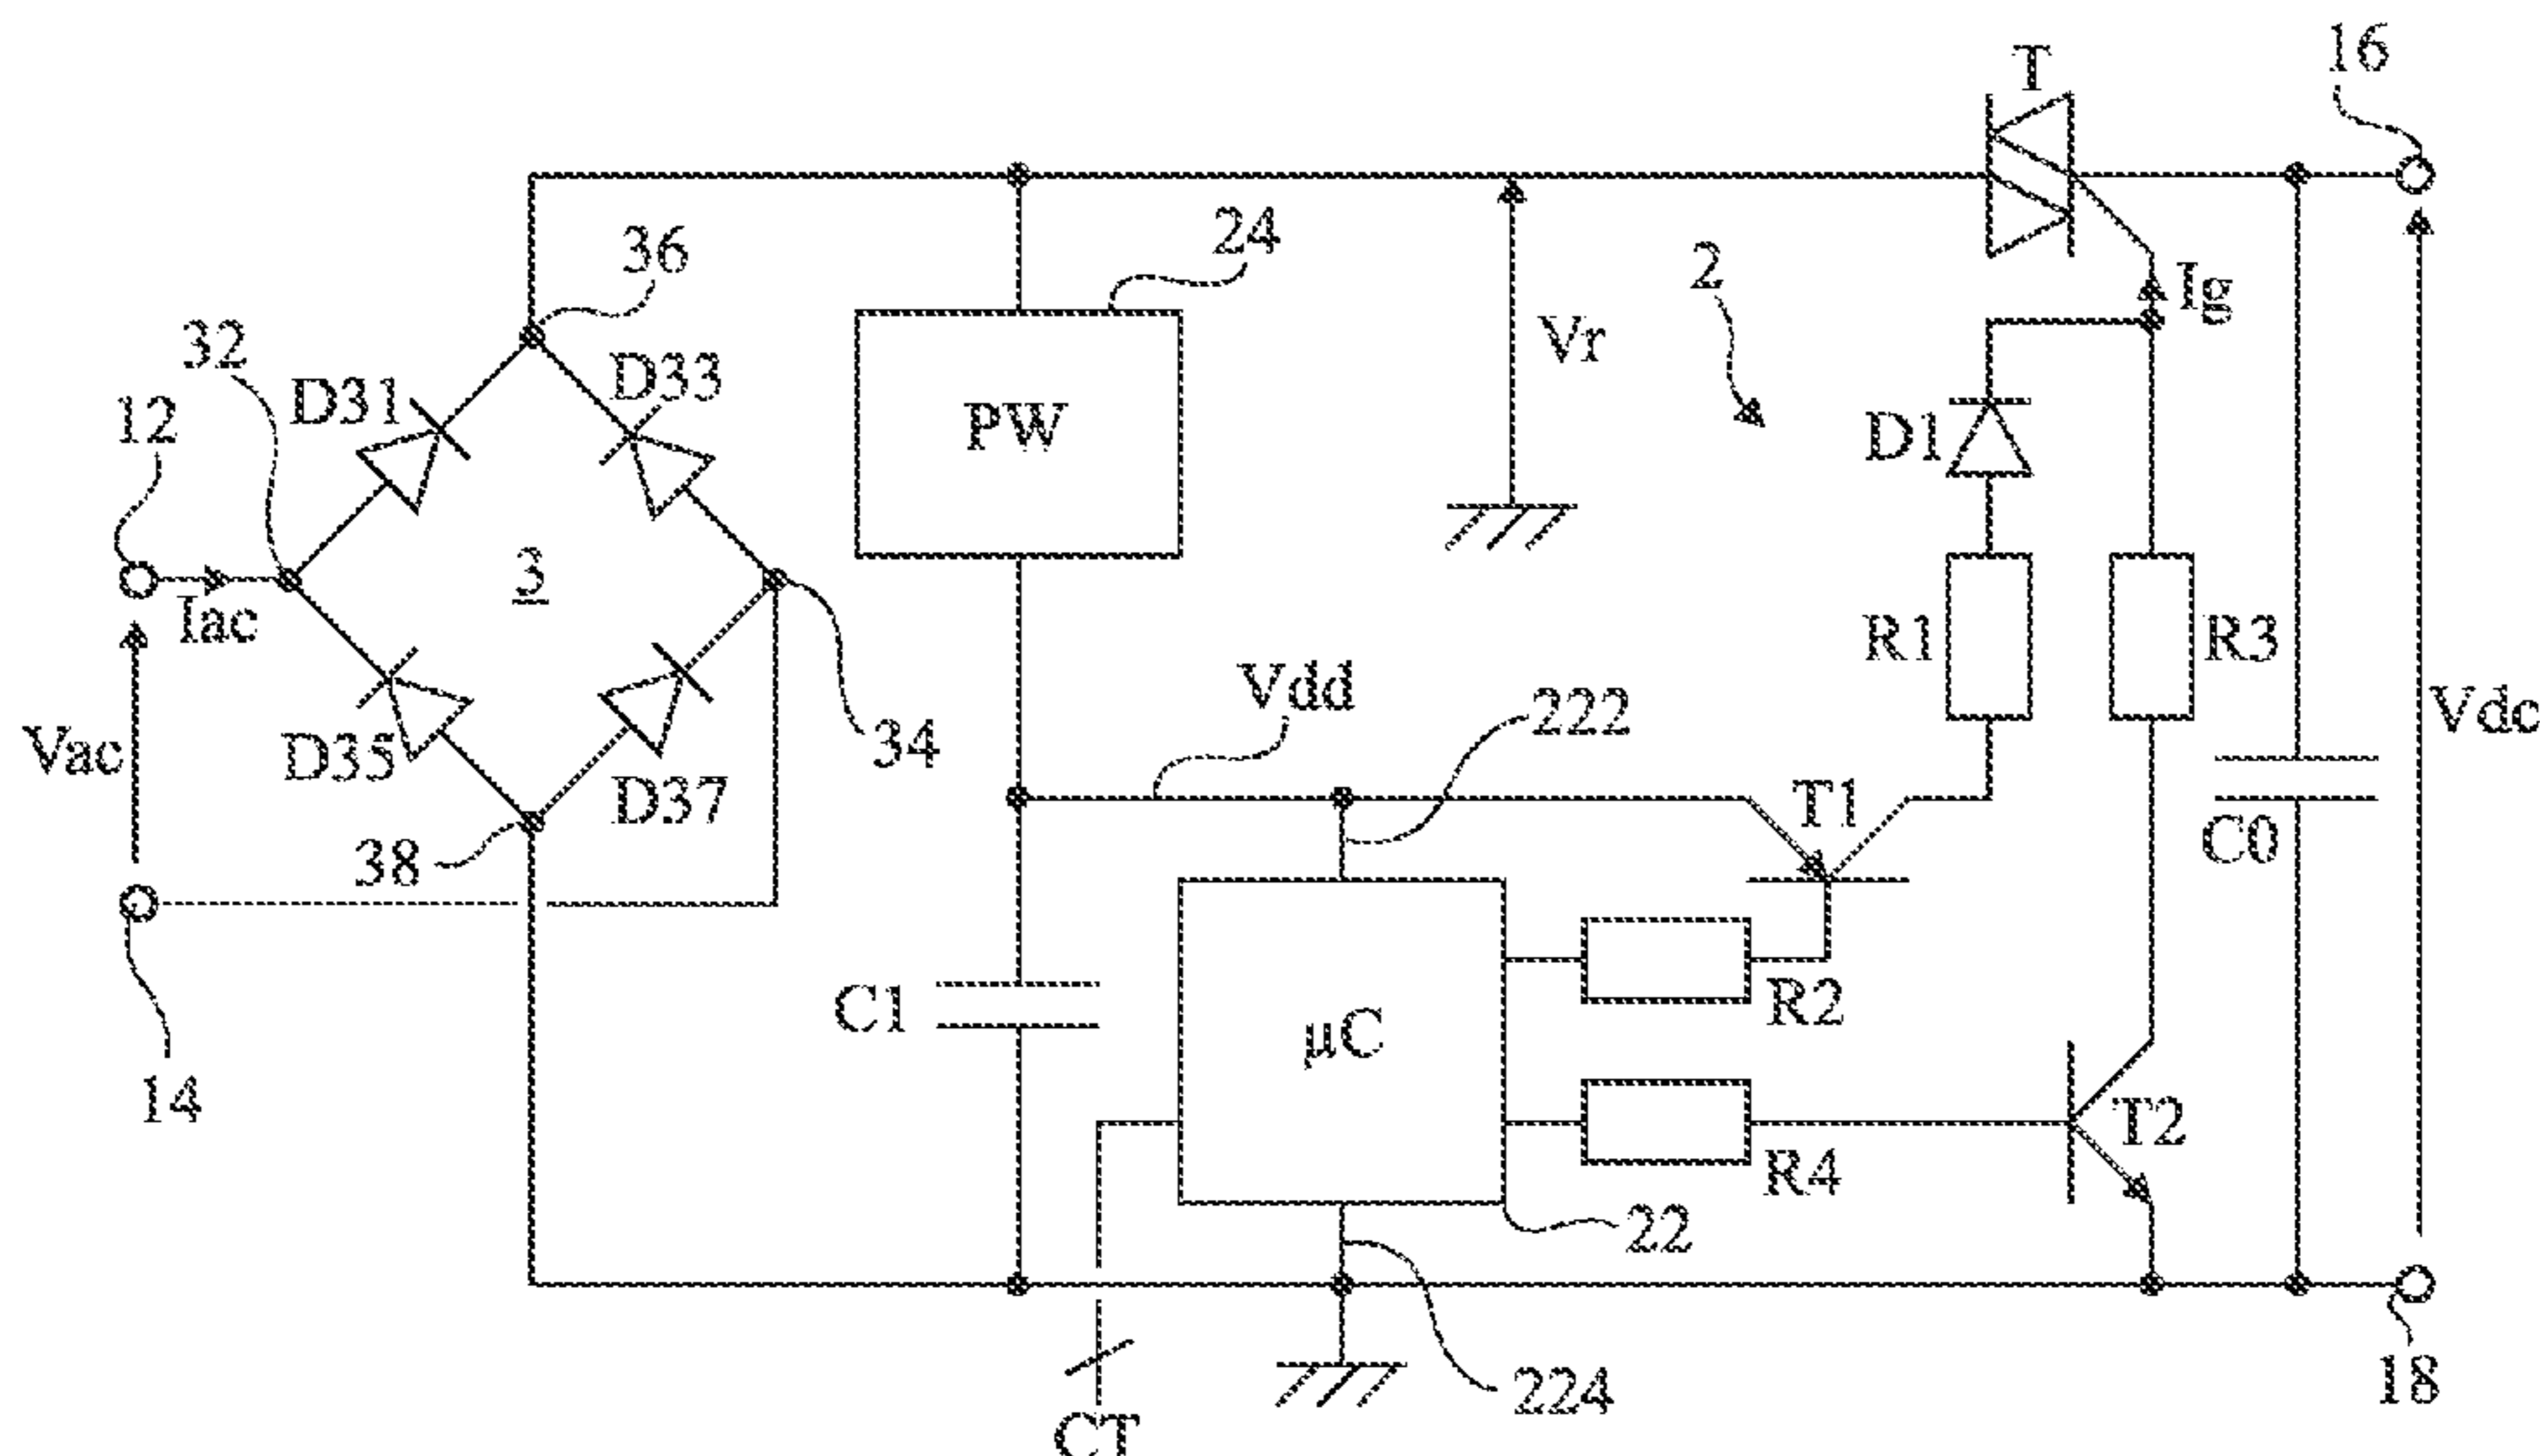 T
16
24
36
2
Ig
Vr
32
D31
D33
12
PW
D1
3
Iac
R1
R3
Vdd
222
Vac
D35
34
Vdc
D37
T1
38
C0
C1
R2
µC
14
T2
R4
22
18
224
CT